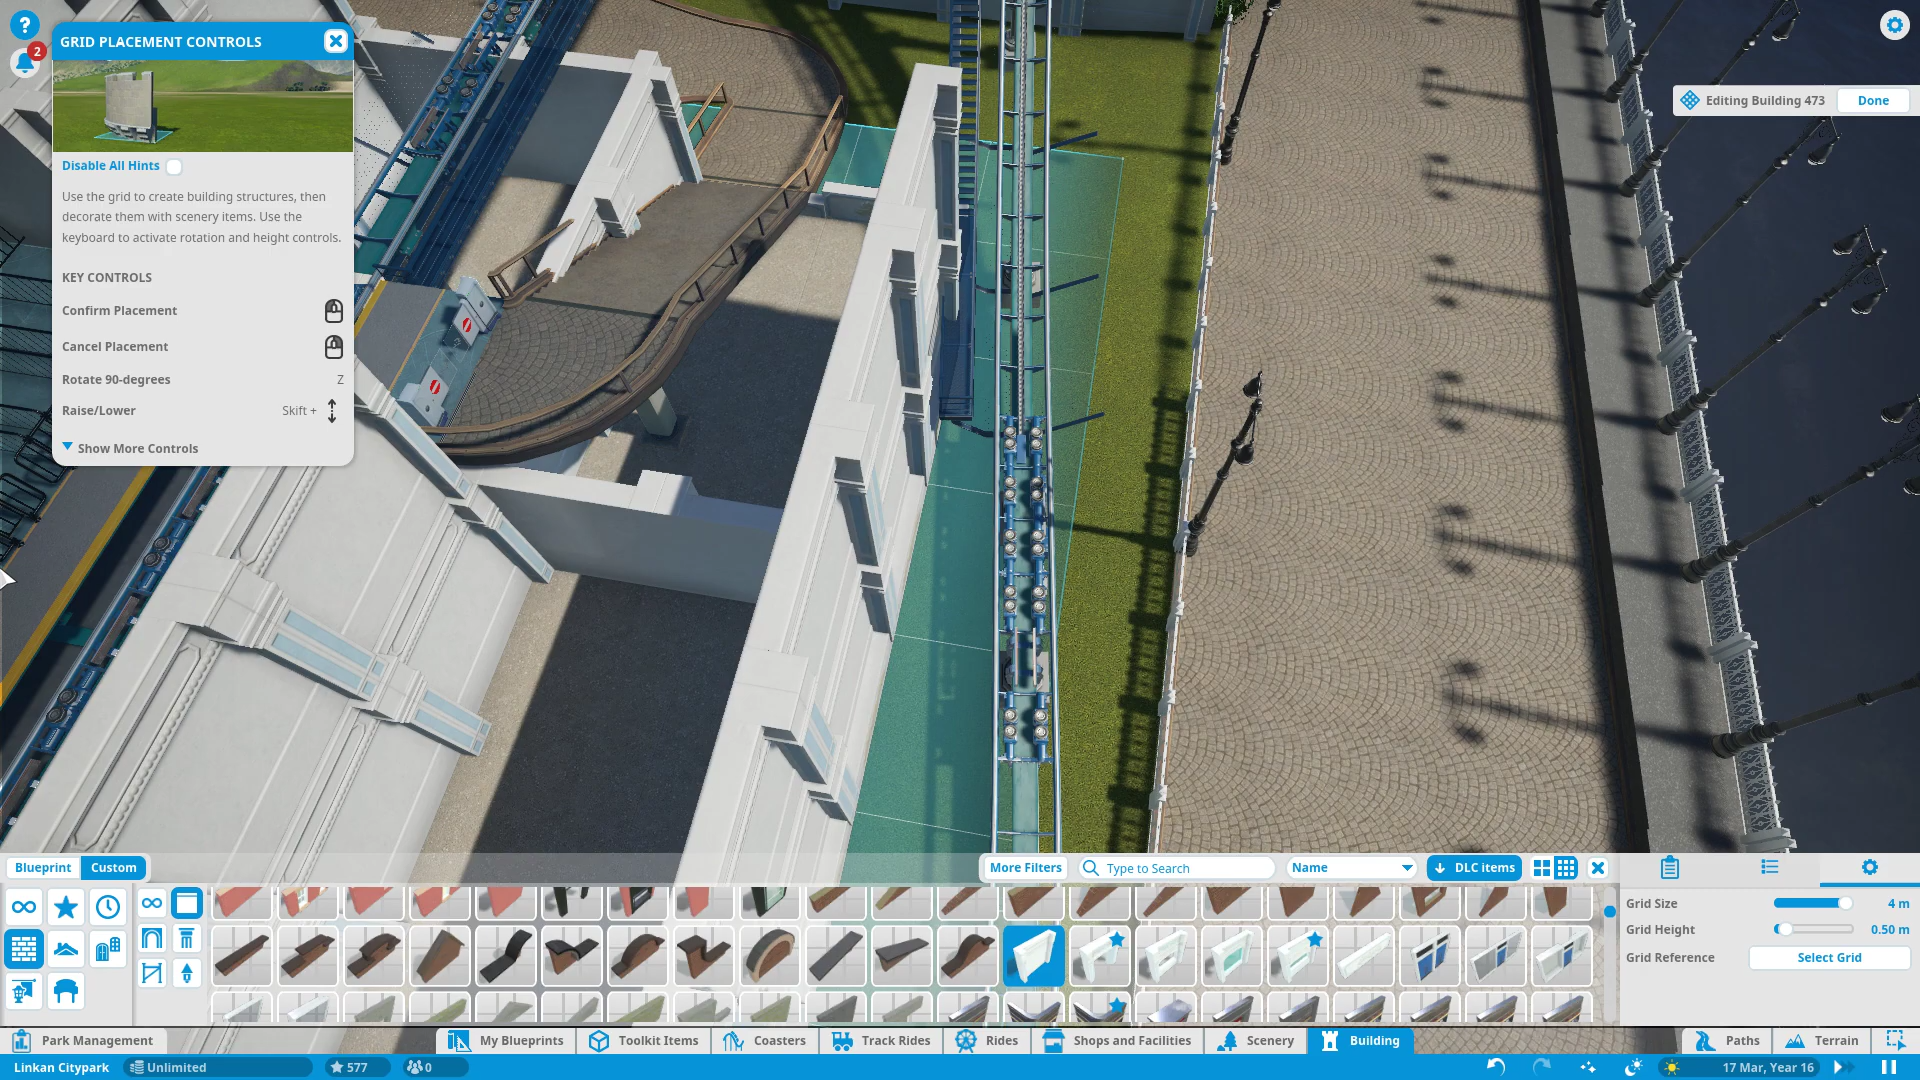 ?
2
GRID PLACEMENT CONTROLS
Disable All Hints
Use the grid to create building structures, then
decorate them with scenery items. Use the
keyboard to activate rotation and height controls.
KEY CONTROLS
Confirm Placement
Cancel Placement
Rotate 90-degrees Z
Raise/Lower Skift +
Show More Controls
Editing Building 473 Done
Blueprint Custom More Filters Type to Search Name DLC items
Grid Size 4 m
Grid Height 0.50 m
Grid Reference Select Grid
Park Management My Blueprints Toolkit Items Coasters Track Rides Rides Shops and Facilities Scenery Building Paths Terrain
Linkan Citypark Unlimited 577 0 17 Mar, Year 16